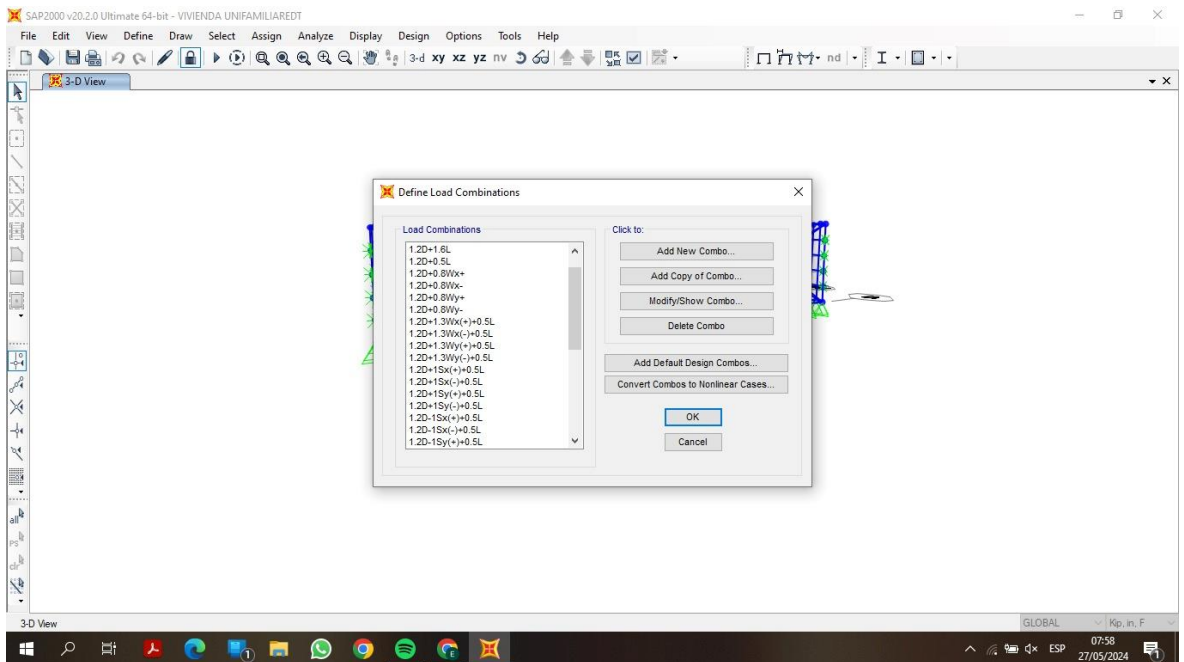 SAP2000 v20.2.0 Ultimate 64-bit - VIVIENDA UNIFAMILIAREDT
File Edit View Define Draw Select Assign Analyze Display Design Options Tools Help
3-d xy xz yz nv nd
3-D View
Define Load Combinations
Load Combinations
1.2D+1.6L
1.2D+0.5L
1.2D+0.8Wx+
1.2D+0.8Wx-
1.2D+0.8Wy+
1.2D+0.8Wy-
1.2D+1.3Wx(+)+0.5L
1.2D+1.3Wx(-)+0.5L
1.2D+1.3Wy(+)+0.5L
1.2D+1.3Wy(-)+0.5L
1.2D+1Sx(+)+0.5L
1.2D+1Sx(-)+0.5L
1.2D+1Sy(+)+0.5L
1.2D+1Sy(-)+0.5L
1.2D-1Sx(+)+0.5L
1.2D-1Sx(-)+0.5L
1.2D-1Sy(+)+0.5L
Click to:
Add New Combo...
Add Copy of Combo...
Modify/Show Combo...
Delete Combo
Add Default Design Combos...
Convert Combos to Nonlinear Cases...
OK
Cancel
all
PS
clr
3-D View
GLOBAL
Kip, in, F
1
ESP
07:58
27/05/2024
1